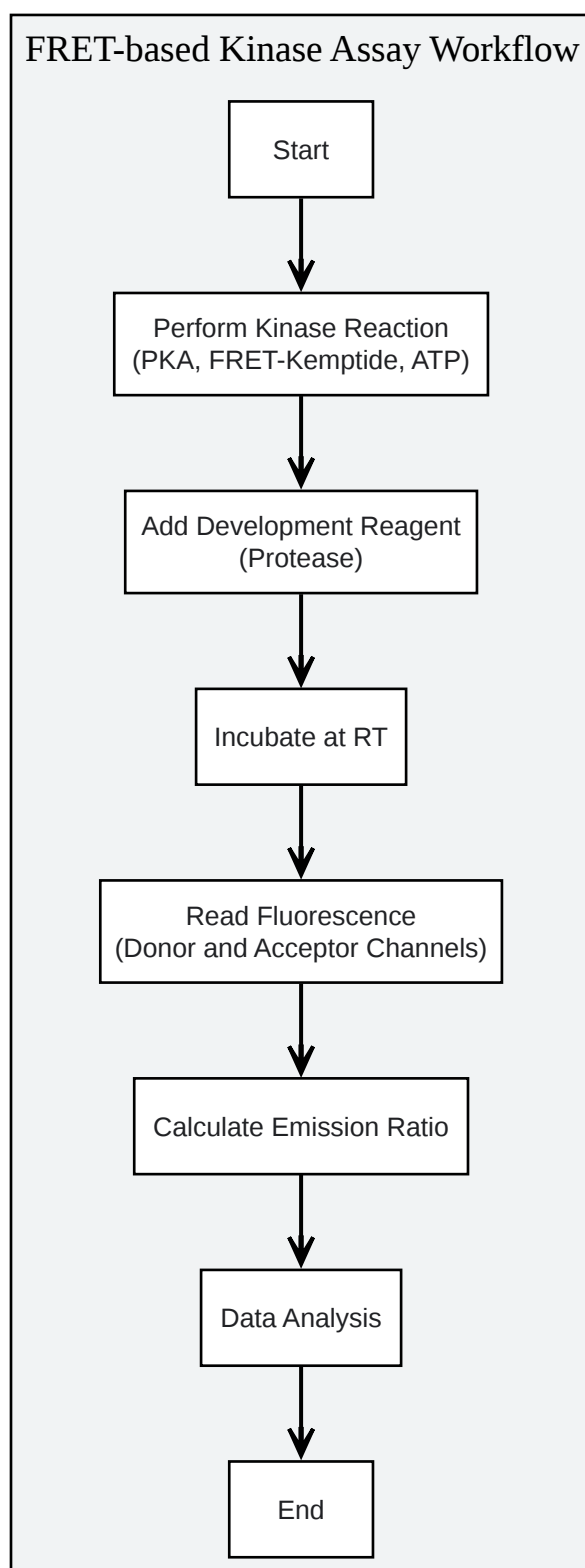 FRET-based Kinase Assay Workflow
Start
Perform Kinase Reaction
(PKA, FRET-Kemptide, ATP)
Add Development Reagent
(Protease)
Incubate at RT
Read Fluorescence
(Donor and Acceptor Channels)
Calculate Emission Ratio
Data Analysis
End